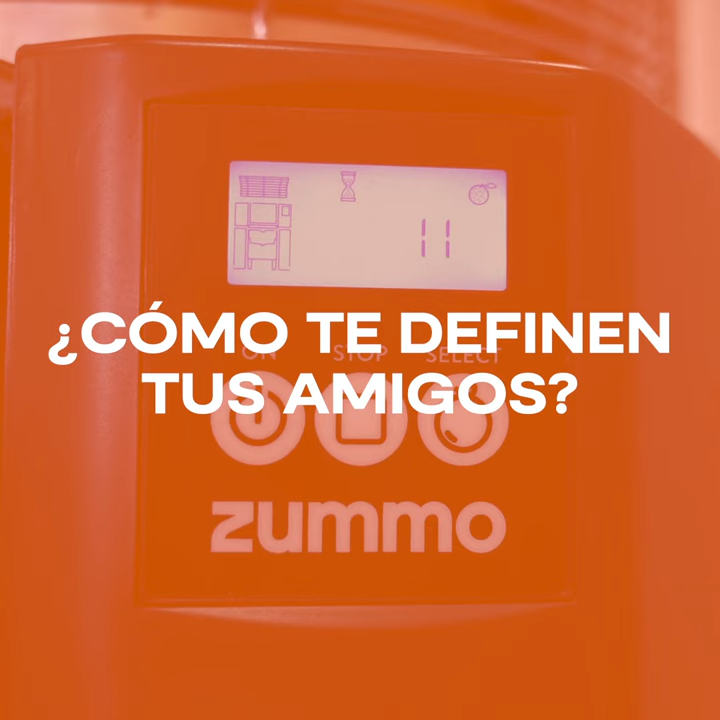 11
¿CÓMO TE DEFINEN
ON STOP SELECT
TUS AMIGOS?
zummo